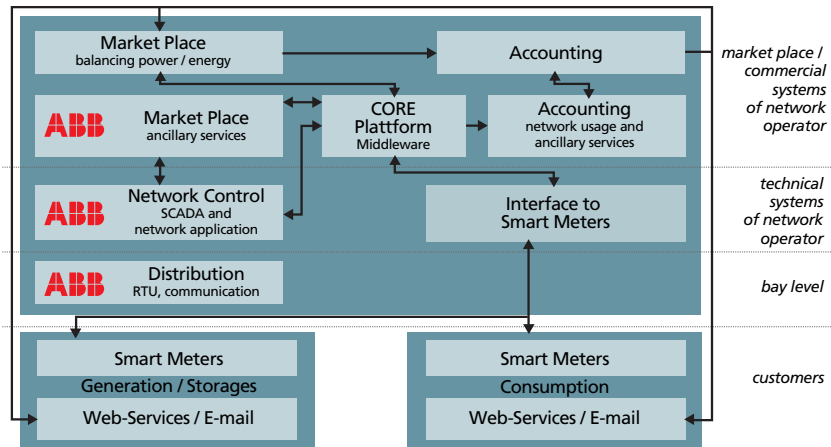 Market Place
balancing power / energy
Accounting
market place /
commercial
systems
of network
operator
ABB
Market Place
ancillary services
CORE
Plattform
Middleware
Accounting
network usage and
ancillary services
ABB
Network Control
SCADA and
network application
Interface to
Smart Meters
technical
systems
of network
operator
ABB
Distribution
RTU, communication
bay level
Smart Meters
Generation / Storages
Web-Services / E-mail
Smart Meters
Consumption
Web-Services / E-mail
customers